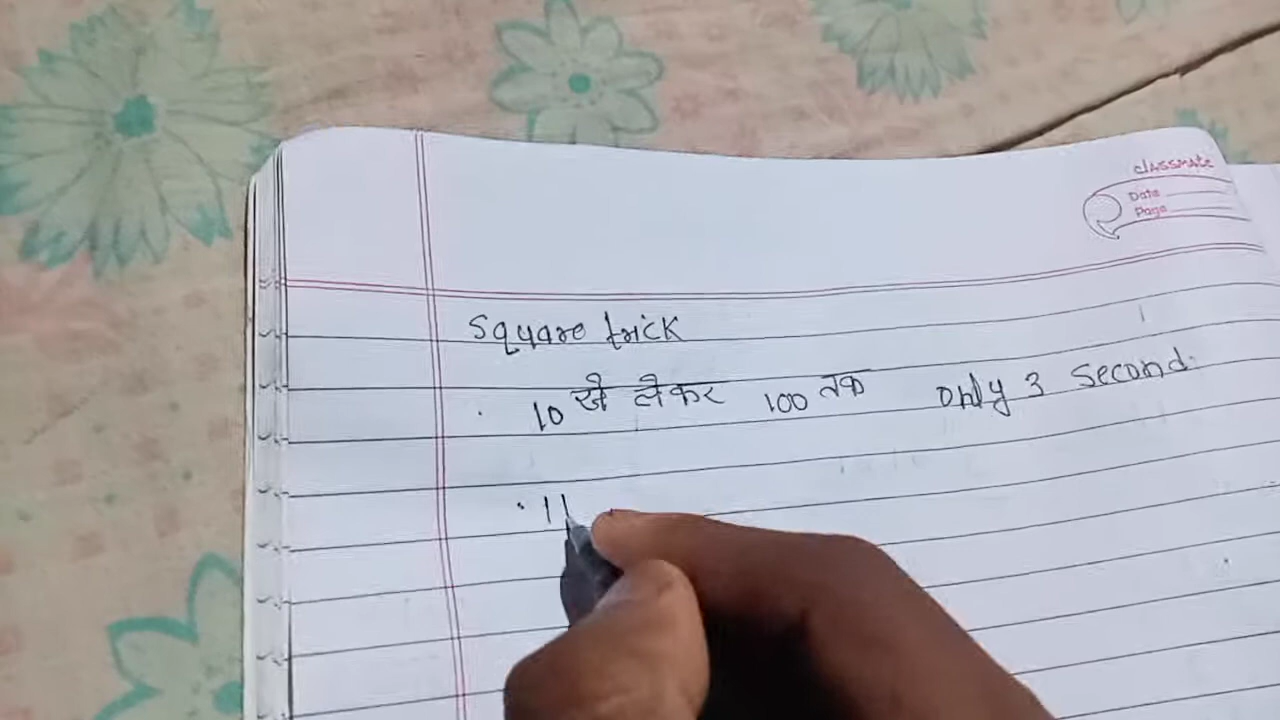 classmate
Date
Page
Square trick
10 से लेकर 100 तक only 3 second.
11